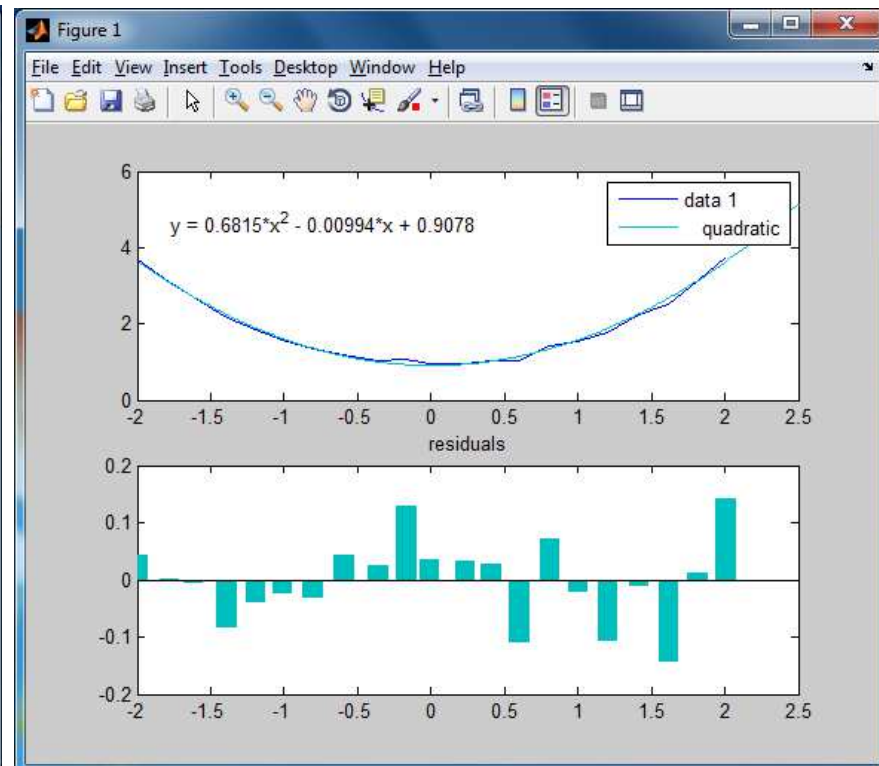 Figure 1
File Edit View Insert Tools Desktop Window Help
6
4
2
0
y = 0.6815*x² - 0.00994*x + 0.9078
data 1
quadratic
-2 -1.5 -1 -0.5 0 0.5 1 1.5 2 2.5
residuals
0.2
0.1
0
-0.1
-0.2
-2 -1.5 -1 -0.5 0 0.5 1 1.5 2 2.5